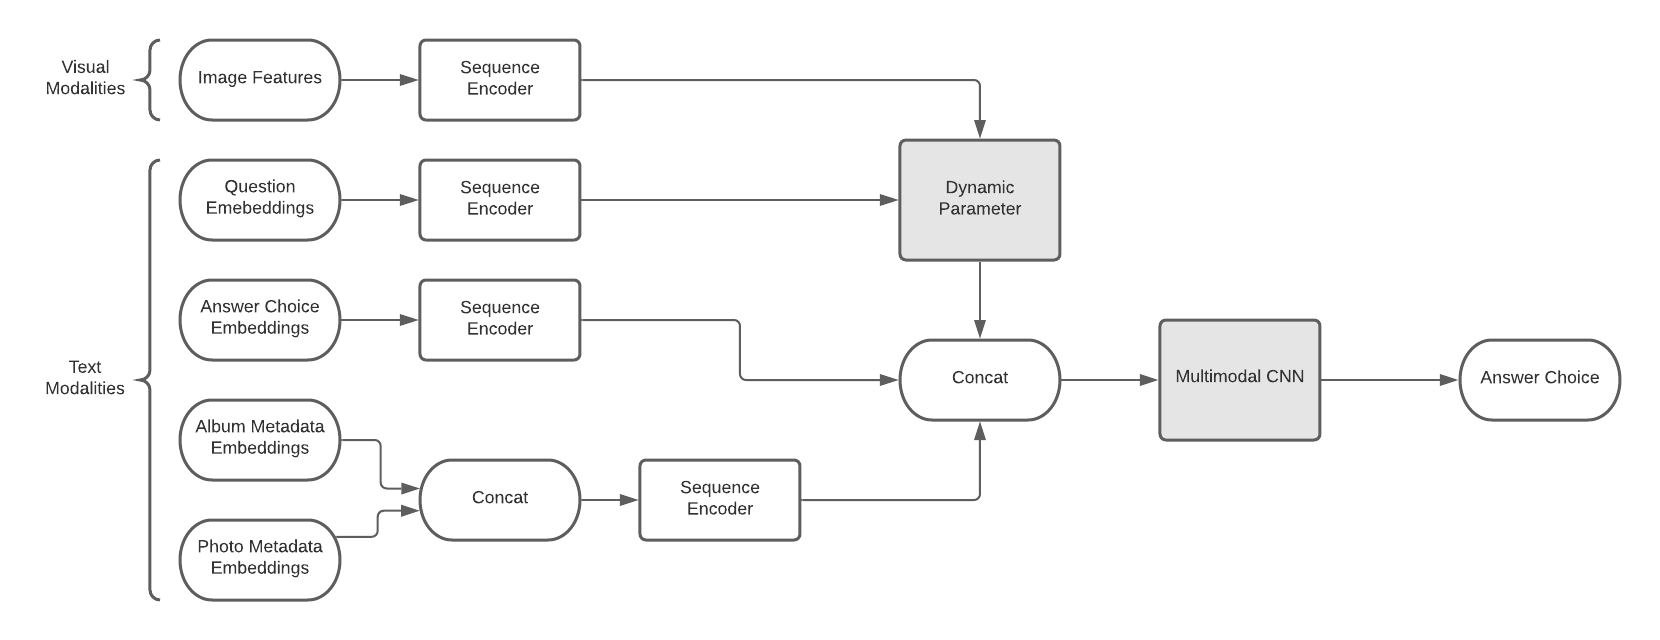 Visual
Modalities
Image Features
Sequence
Encoder
Question
Emebeddings
Sequence
Encoder
Dynamic
Parameter
Answer Choice
Embeddings
Sequence
Encoder
Text
Modalities
Concat
Multimodal CNN
Answer Choice
Album Metadata
Embeddings
Concat
Sequence
Encoder
Photo Metadata
Embeddings